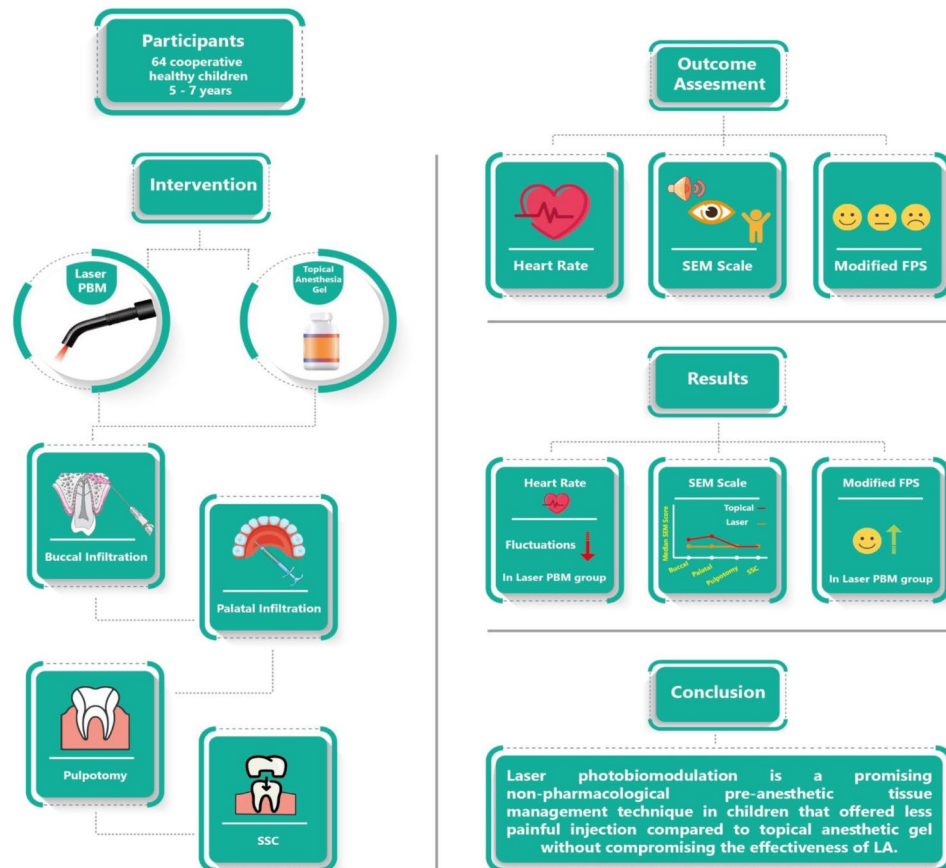 Participants
64 cooperative
healthy children
5 - 7 years
Intervention
Laser
PBM
Topical
Anesthesia
Gel
Buccal Infiltration
Palatal Infiltration
Pulpotomy
SSC
Outcome
Assesment
Heart Rate
SEM Scale
Modified FPS
Results
Heart Rate
Fluctuations
In Laser PBM group
SEM Scale
Topical
Laser
Median SEM Score
Buccal
Palatal
Pulpotomy
SSC
Modified FPS
In Laser PBM group
Conclusion
Laser photobiomodulation is a promising
non-pharmacological pre-anesthetic tissue
management technique in children that offered less
painful injection compared to topical anesthetic gel
without compromising the effectiveness of LA.